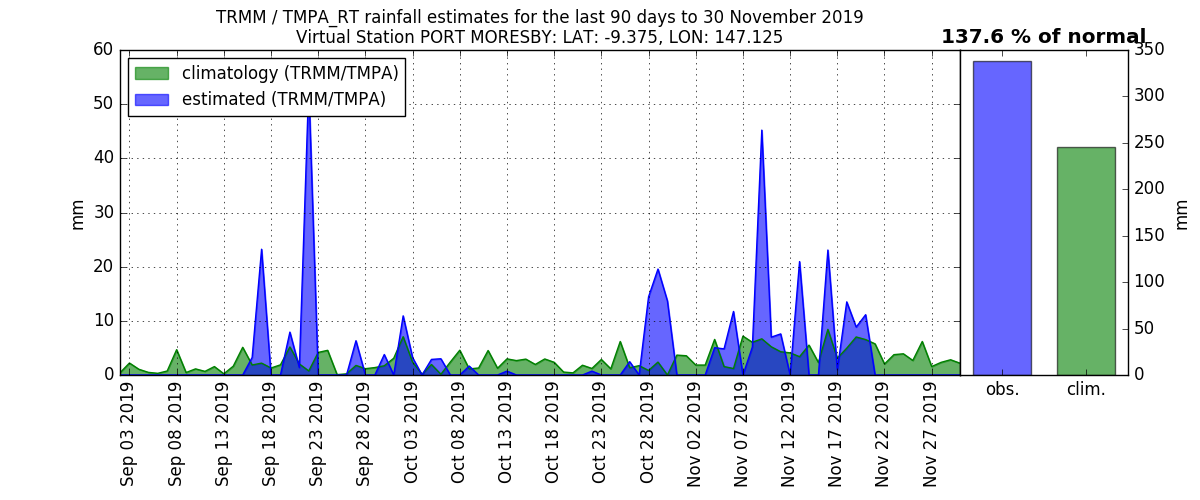 TRMM / TMPA_RT rainfall estimates for the last 90 days to 30 November 2019
Virtual Station PORT MORESBY: LAT: -9.375, LON: 147.125
137.6 % of normal
climatology (TRMM/TMPA)
estimated (TRMM/TMPA)
mm
60
50
40
30
20
10
0
Sep 03 2019
Sep 08 2019
Sep 13 2019
Sep 18 2019
Sep 23 2019
Sep 28 2019
Oct 03 2019
Oct 08 2019
Oct 13 2019
Oct 18 2019
Oct 23 2019
Oct 28 2019
Nov 02 2019
Nov 07 2019
Nov 12 2019
Nov 17 2019
Nov 22 2019
Nov 27 2019
obs.
clim.
350
300
250
200
150
100
50
0
mm